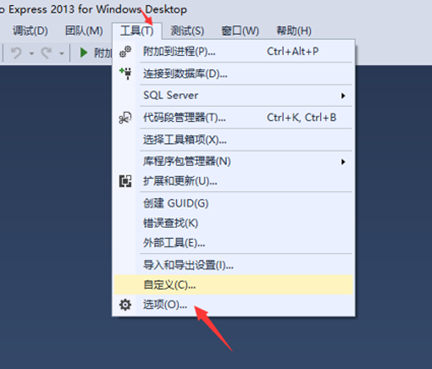 o Express 2013 for Windows Desktop
调试(D) 团队(M) 工具(T) 测试(S) 窗口(W) 帮助(H)
附加
附加到进程(P)... Ctrl+Alt+P
连接到数据库(D)...
SQL Server
代码段管理器(T)... Ctrl+K, Ctrl+B
选择工具箱项(X)...
库程序包管理器(N)
扩展和更新(U)...
创建 GUID(G)
错误查找(K)
外部工具(E)...
导入和导出设置(I)...
自定义(C)...
选项(O)...